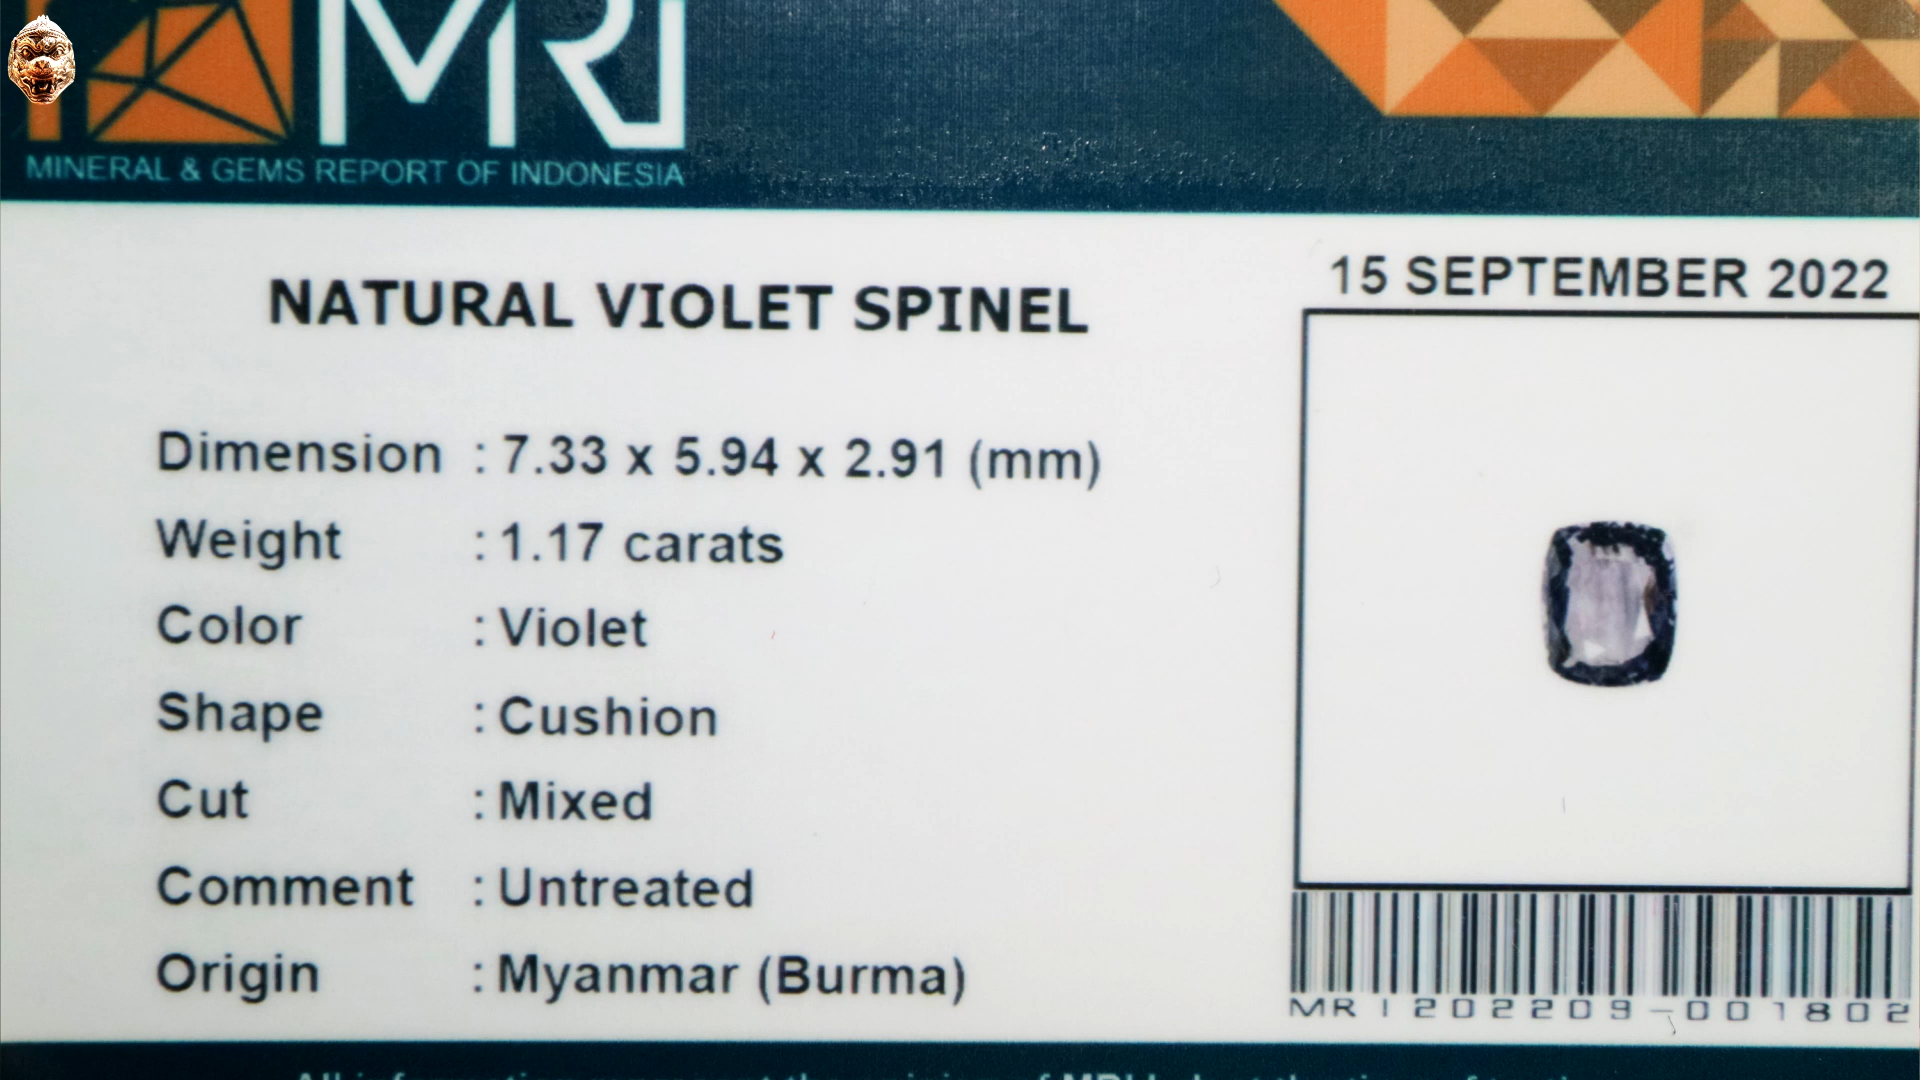 MRI
MINERAL & GEMS REPORT OF INDONESIA
15 SEPTEMBER 2022
NATURAL VIOLET SPINEL
Dimension : 7.33 x 5.94 x 2.91 (mm)
Weight : 1.17 carats
Color : Violet
Shape : Cushion
Cut : Mixed
Comment : Untreated
Origin : Myanmar (Burma)
MRI202209-001802